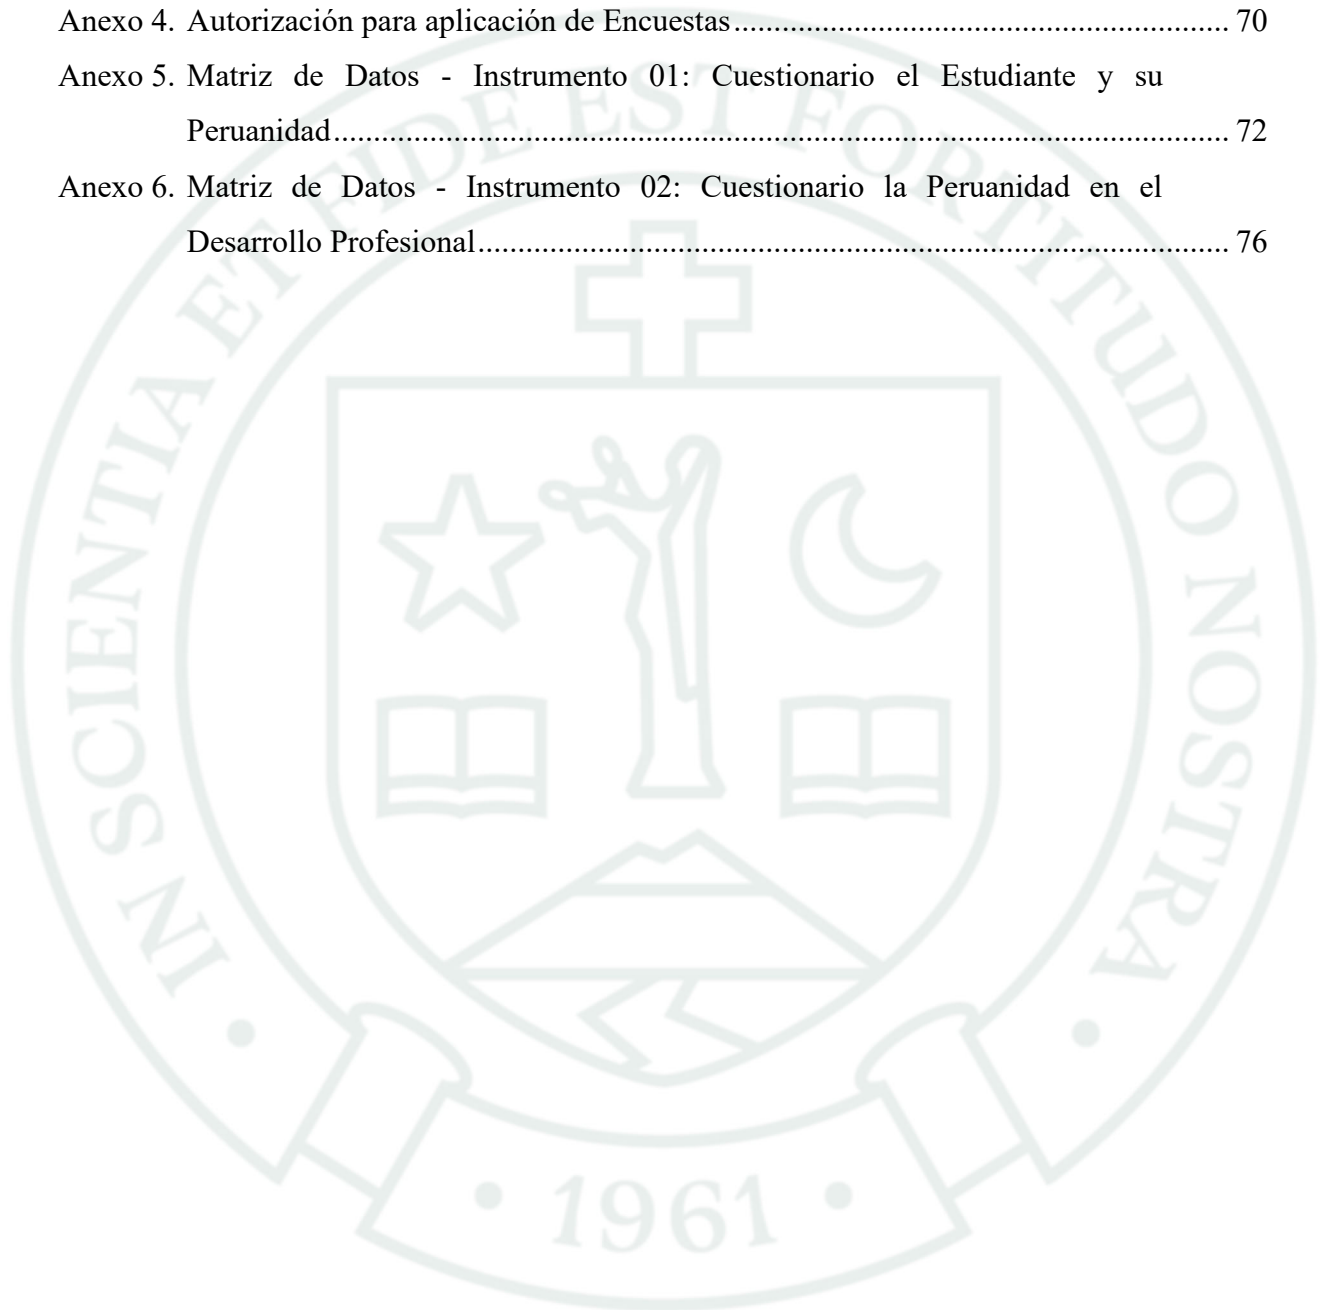 Anexo 4. Autorización para aplicación de Encuestas.............................................................. 70
Anexo 5. Matriz de Datos - Instrumento 01: Cuestionario el Estudiante y su
Peruanidad................................................................................................................ 72
Anexo 6. Matriz de Datos - Instrumento 02: Cuestionario la Peruanidad en el
Desarrollo Profesional.............................................................................................. 76
• IN SCIENTIA ET FIDE EST FORTITUDO NOSTRA •
• 1961 •